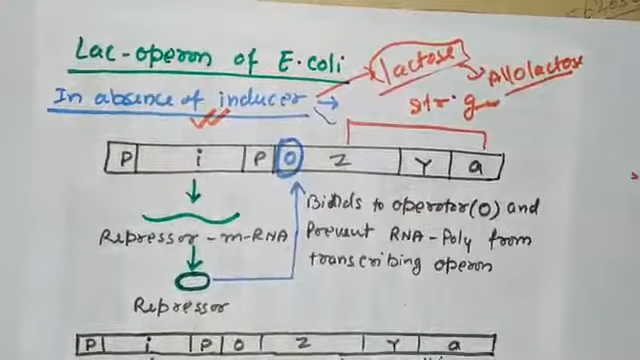 Lac-operon of E.coli
lactose
Allolactose
In absence of inducer →
str. g
P i P O Z Y a
Binds to operator(O) and
Repressor-m-RNA
Prevent RNA-Poly from
transcribing operon
Repressor
P i P O Z Y a